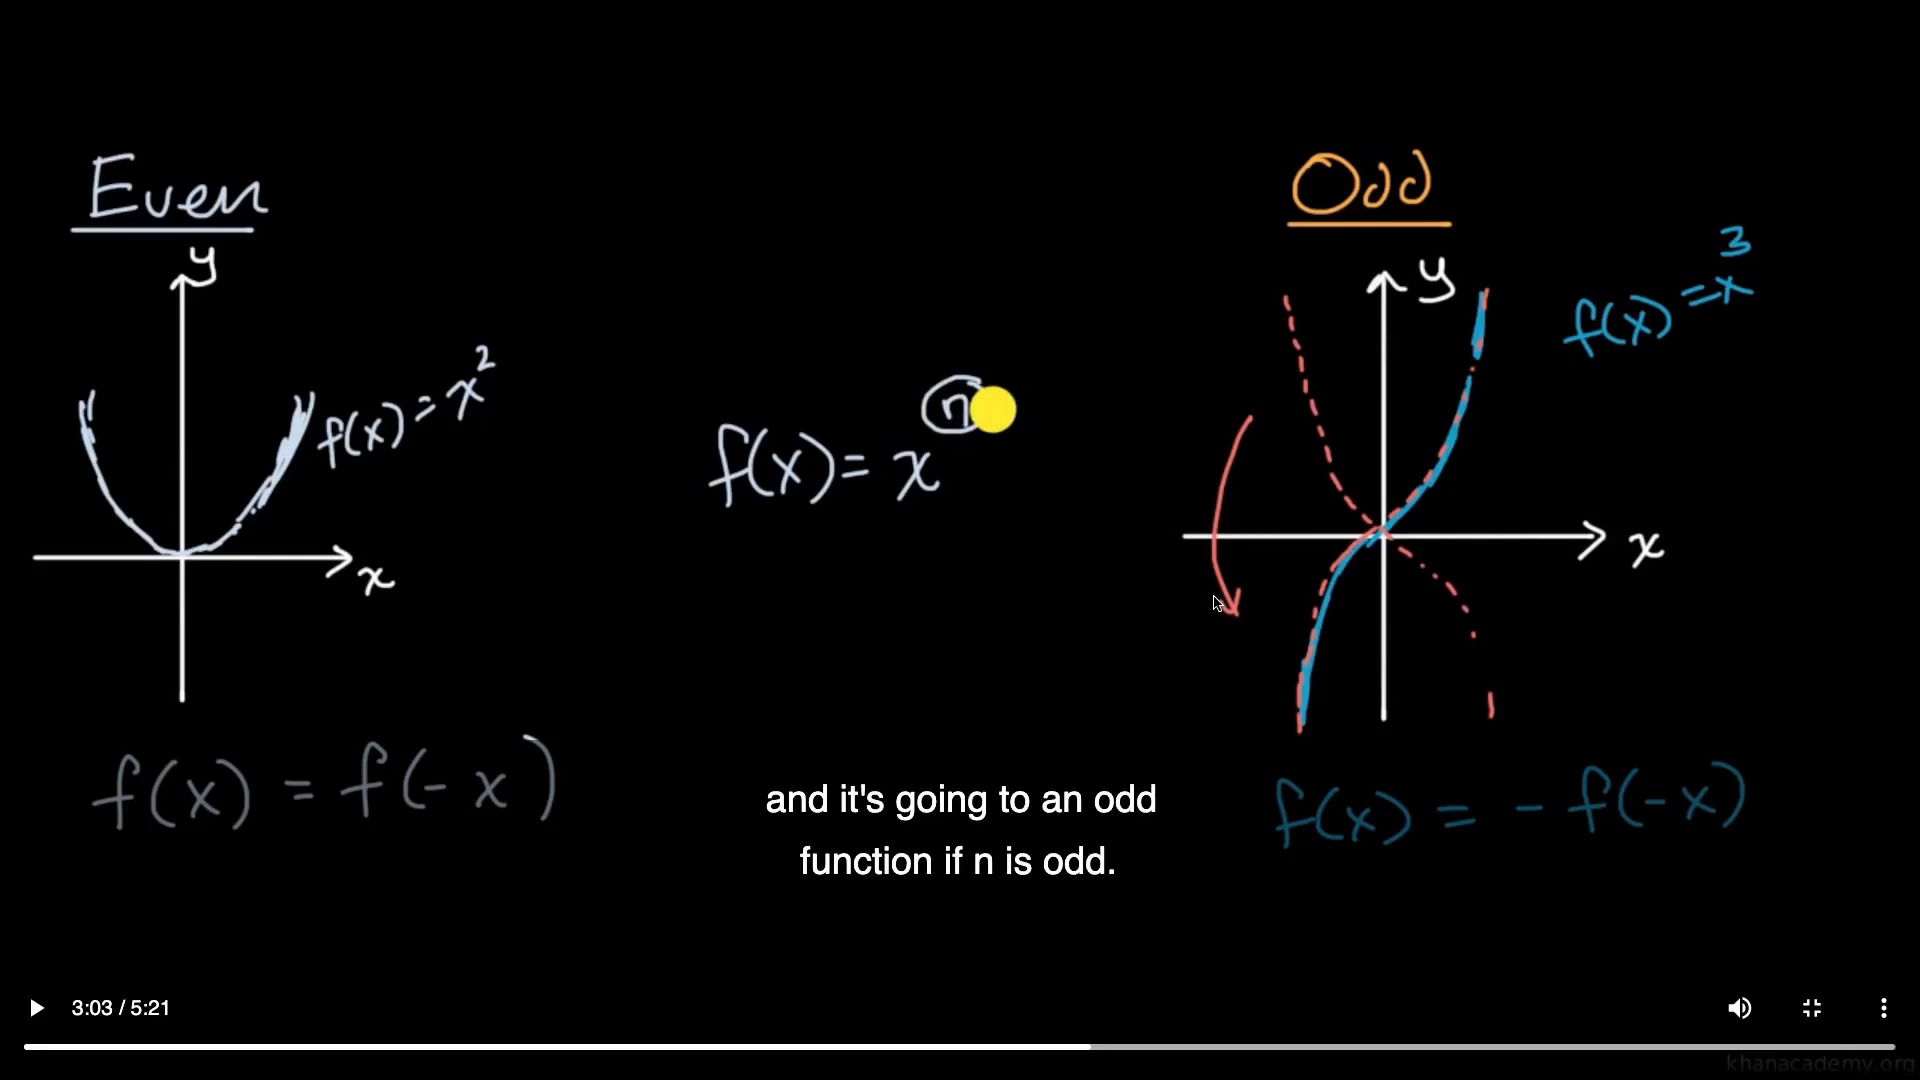 Even
y
f(x) = x²
x
f(x) = f(-x)
f(x) = xⁿ
Odd
y
f(x) = x³
x
f(x) = -f(-x)
and it's going to an odd
function if n is odd.
3:03 / 5:21
khanacademy.org